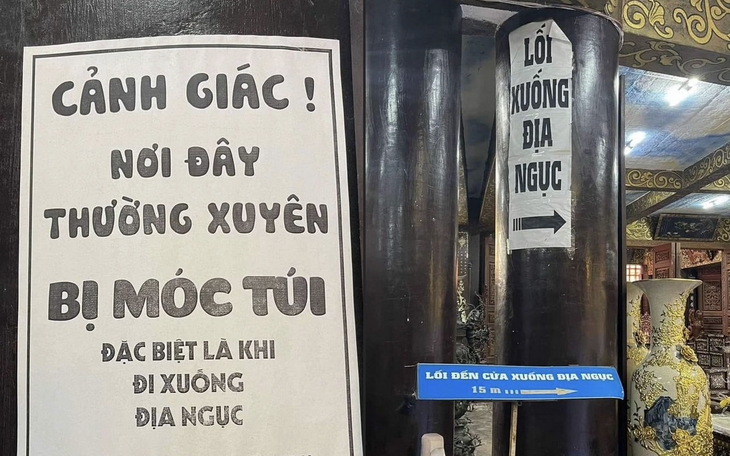 CẢNH GIÁC !
NƠI ĐÂY
THƯỜNG XUYÊN
BỊ MÓC TÚI
ĐẶC BIỆT LÀ KHI
ĐI XUỐNG
ĐỊA NGỤC
LỐI
XUỐNG
ĐỊA
NGỤC
LỐI ĐẾN CỬA XUỐNG ĐỊA NGỤC
15 m